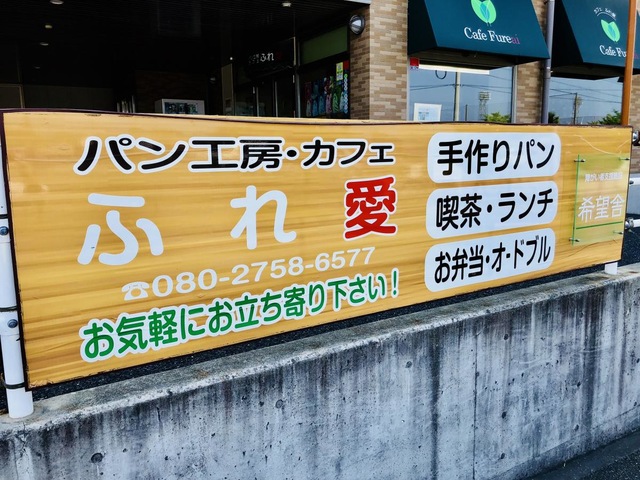 Cafe Fureai
パン工房・カフェ
ふれ愛
☎080-2758-6577
お気軽にお立ち寄り下さい!
手作りパン
喫茶・ランチ
お弁当・オ・ドブル
希望舎